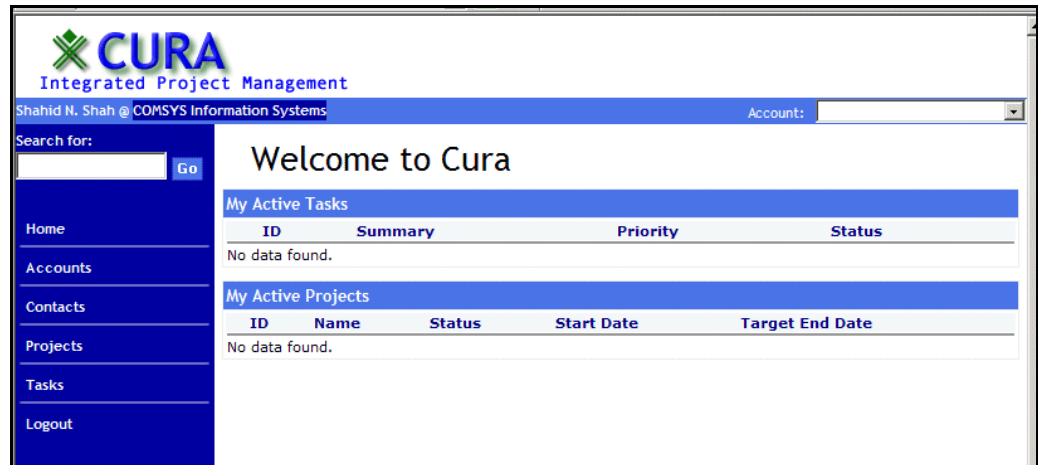 CURA
Integrated Project Management
Shahid N. Shah @ COMSYS Information Systems Account:
Search for:
Go
Home
Accounts
Contacts
Projects
Tasks
Logout
Welcome to Cura
My Active Tasks
ID Summary Priority Status
No data found.
My Active Projects
ID Name Status Start Date Target End Date
No data found.